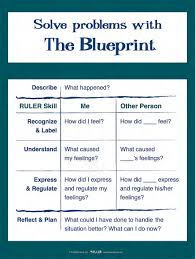 Solve problems with
The Blueprint.
Describe What happened?
RULER Skill Me Other Person
Recognize How did I feel? How did ____ feel?
& Label
Understand What caused What caused
my feelings? ____'s feelings?
Express How did I express How did ____ express
& Regulate and regulate my and regulate his/her
feelings? feelings?
Reflect & Plan What could I have done to handle the
situation better? What can I do now?
RULER